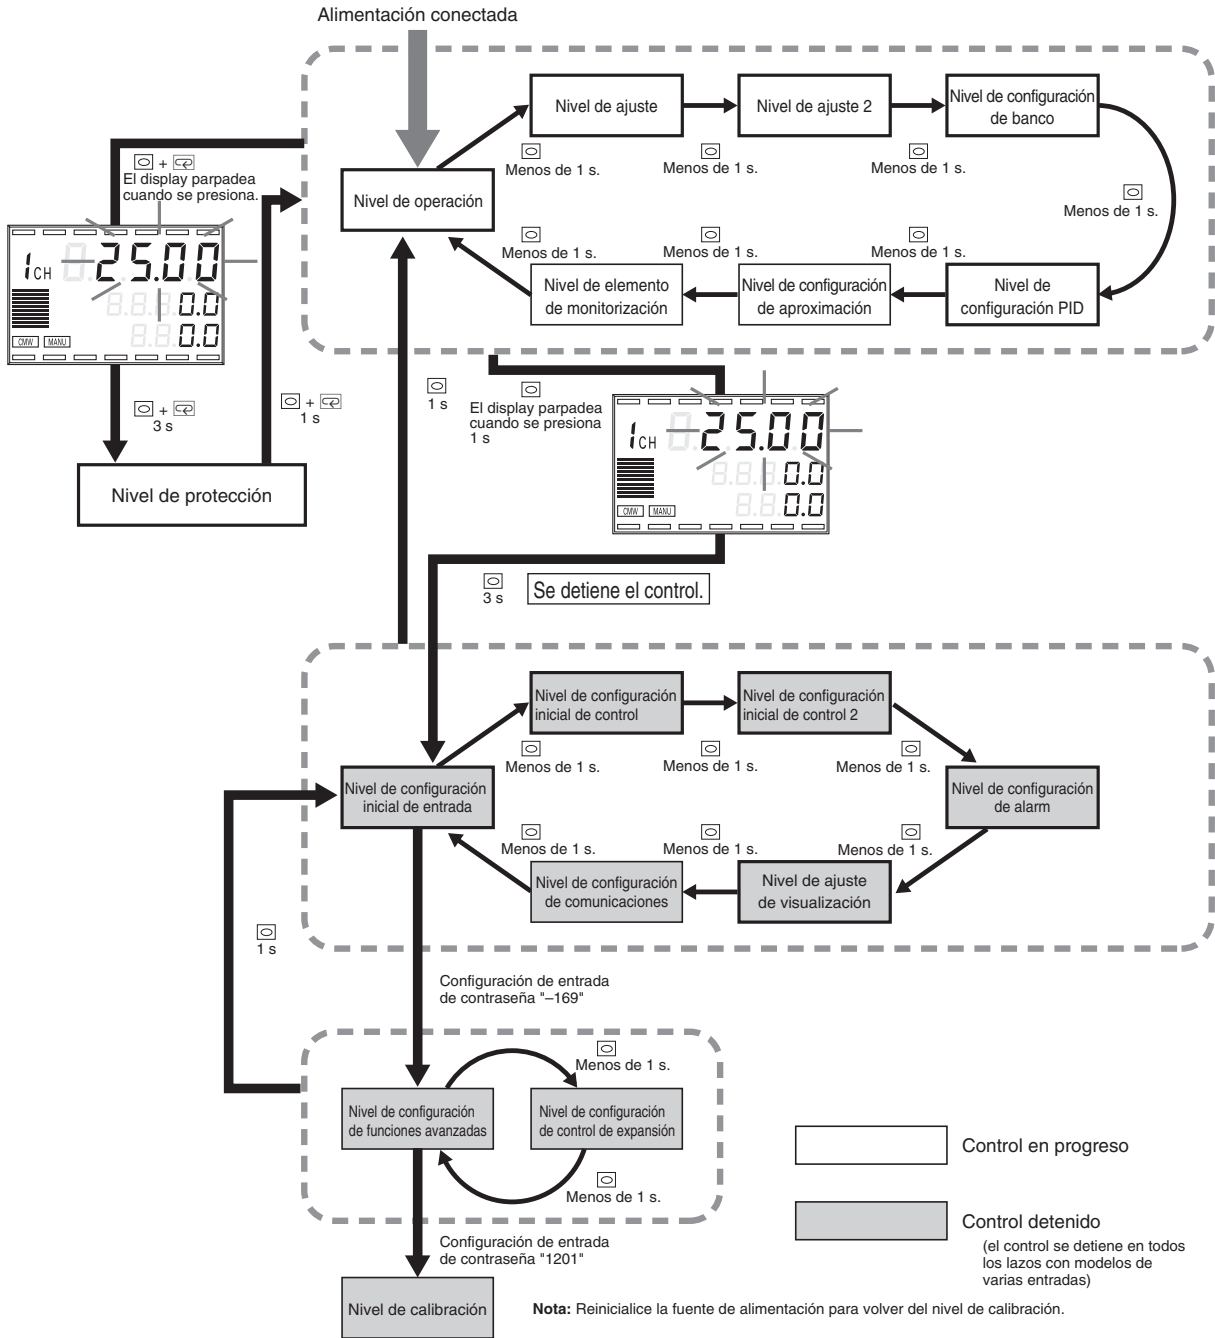 Alimentación conectada
Nivel de ajuste
Nivel de ajuste 2
Nivel de configuración
de banco
Menos de 1 s.
Menos de 1 s.
Menos de 1 s.
+
El display parpadea
cuando se presiona.
Nivel de operación
Menos de 1 s.
Menos de 1 s.
Menos de 1 s.
Menos de 1 s.
1 CH 25.00
0.0
0.0
CMW MANU
Nivel de elemento
de monitorización
Nivel de configuración
de aproximación
Nivel de
configuración PID
+
3 s
+
1 s
1 s
El display parpadea
cuando se presiona
1 s
1 CH 25.00
0.0
0.0
CMW MANU
Nivel de protección
3 s
Se detiene el control.
Nivel de configuración
inicial de control
Nivel de configuración
inicial de control 2
Menos de 1 s.
Menos de 1 s.
Menos de 1 s.
Nivel de configuración
inicial de entrada
Nivel de configuración
de alarm
Menos de 1 s.
Menos de 1 s.
Menos de 1 s.
Nivel de configuración
de comunicaciones
Nivel de ajuste
de visualización
1 s
Configuración de entrada
de contraseña "–169"
Menos de 1 s.
Nivel de configuración
de funciones avanzadas
Nivel de configuración
de control de expansión
Menos de 1 s.
Control en progreso
Control detenido
(el control se detiene en todos
los lazos con modelos de
varias entradas)
Configuración de entrada
de contraseña "1201"
Nivel de calibración
Nota: Reinicialice la fuente de alimentación para volver del nivel de calibración.